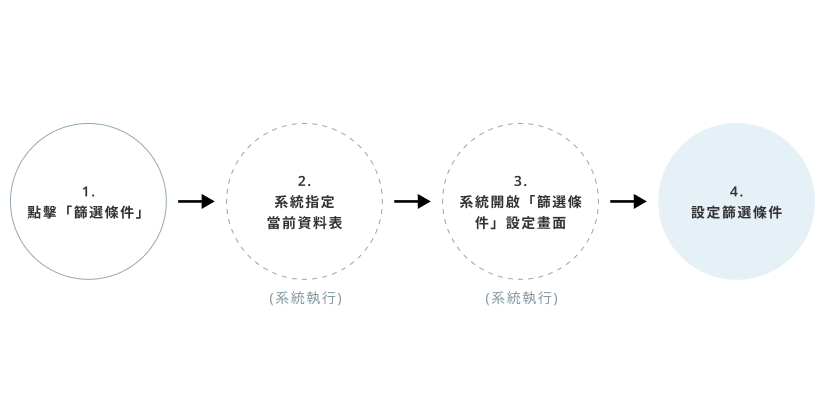 1.
點擊「篩選條件」
2.
系統指定
當前資料表
(系統執行)
3.
系統開啟「篩選條
件」設定畫面
(系統執行)
4.
設定篩選條件